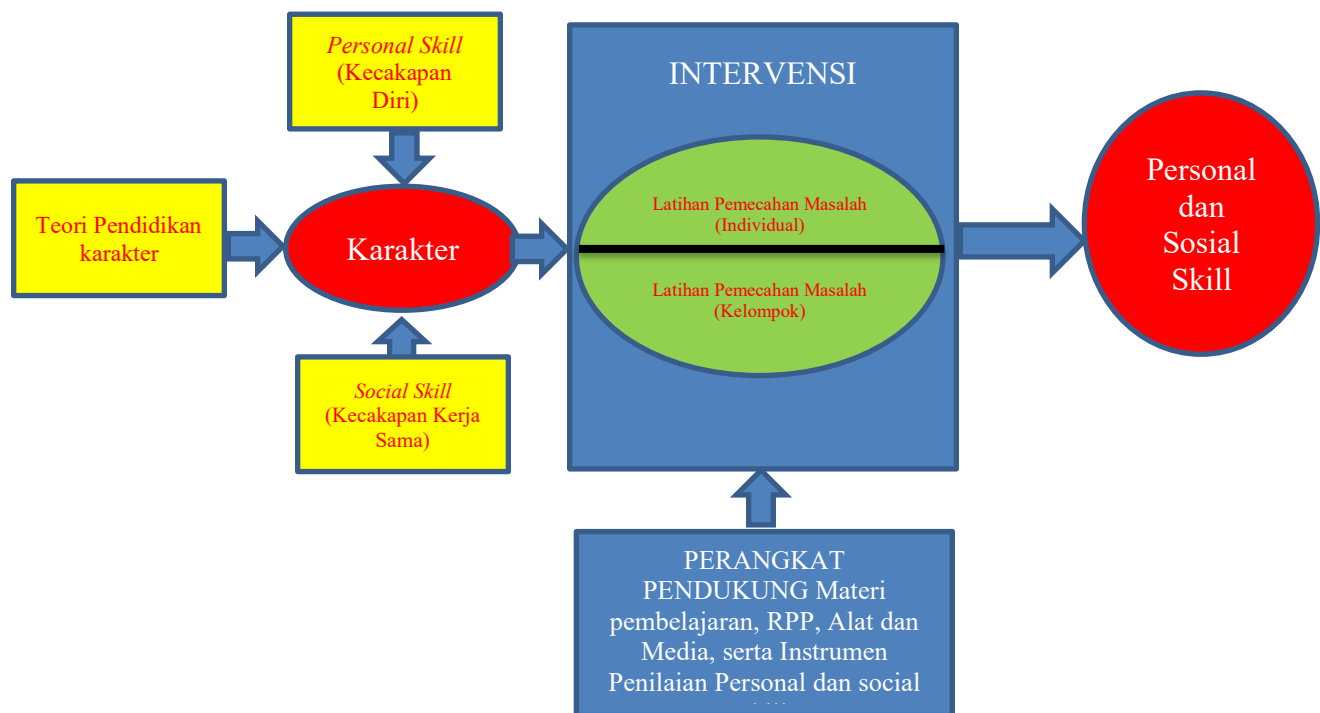 Personal Skill
(Kecakapan
Diri)
INTERVENSI
Teori Pendidikan
karakter
Karakter
Latihan Pemecahan Masalah
(Individual)
Latihan Pemecahan Masalah
(Kelompok)
Personal
dan
Sosial
Skill
Social Skill
(Kecakapan Kerja
Sama)
PERANGKAT
PENDUKUNG Materi
pembelajaran, RPP, Alat dan
Media, serta Instrumen
Penilaian Personal dan social